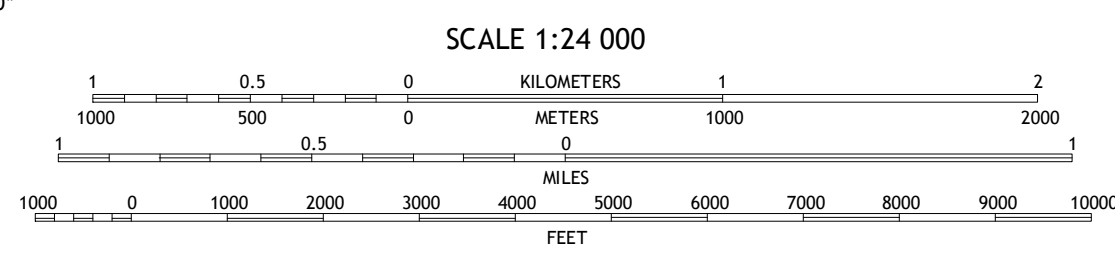 0"
SCALE 1:24 000
1 0.5 0 KILOMETERS 1 2
1000 500 0 METERS 1000 2000
1 0.5 0 1
MILES
1000 0 1000 2000 3000 4000 5000 6000 7000 8000 9000 10000
FEET